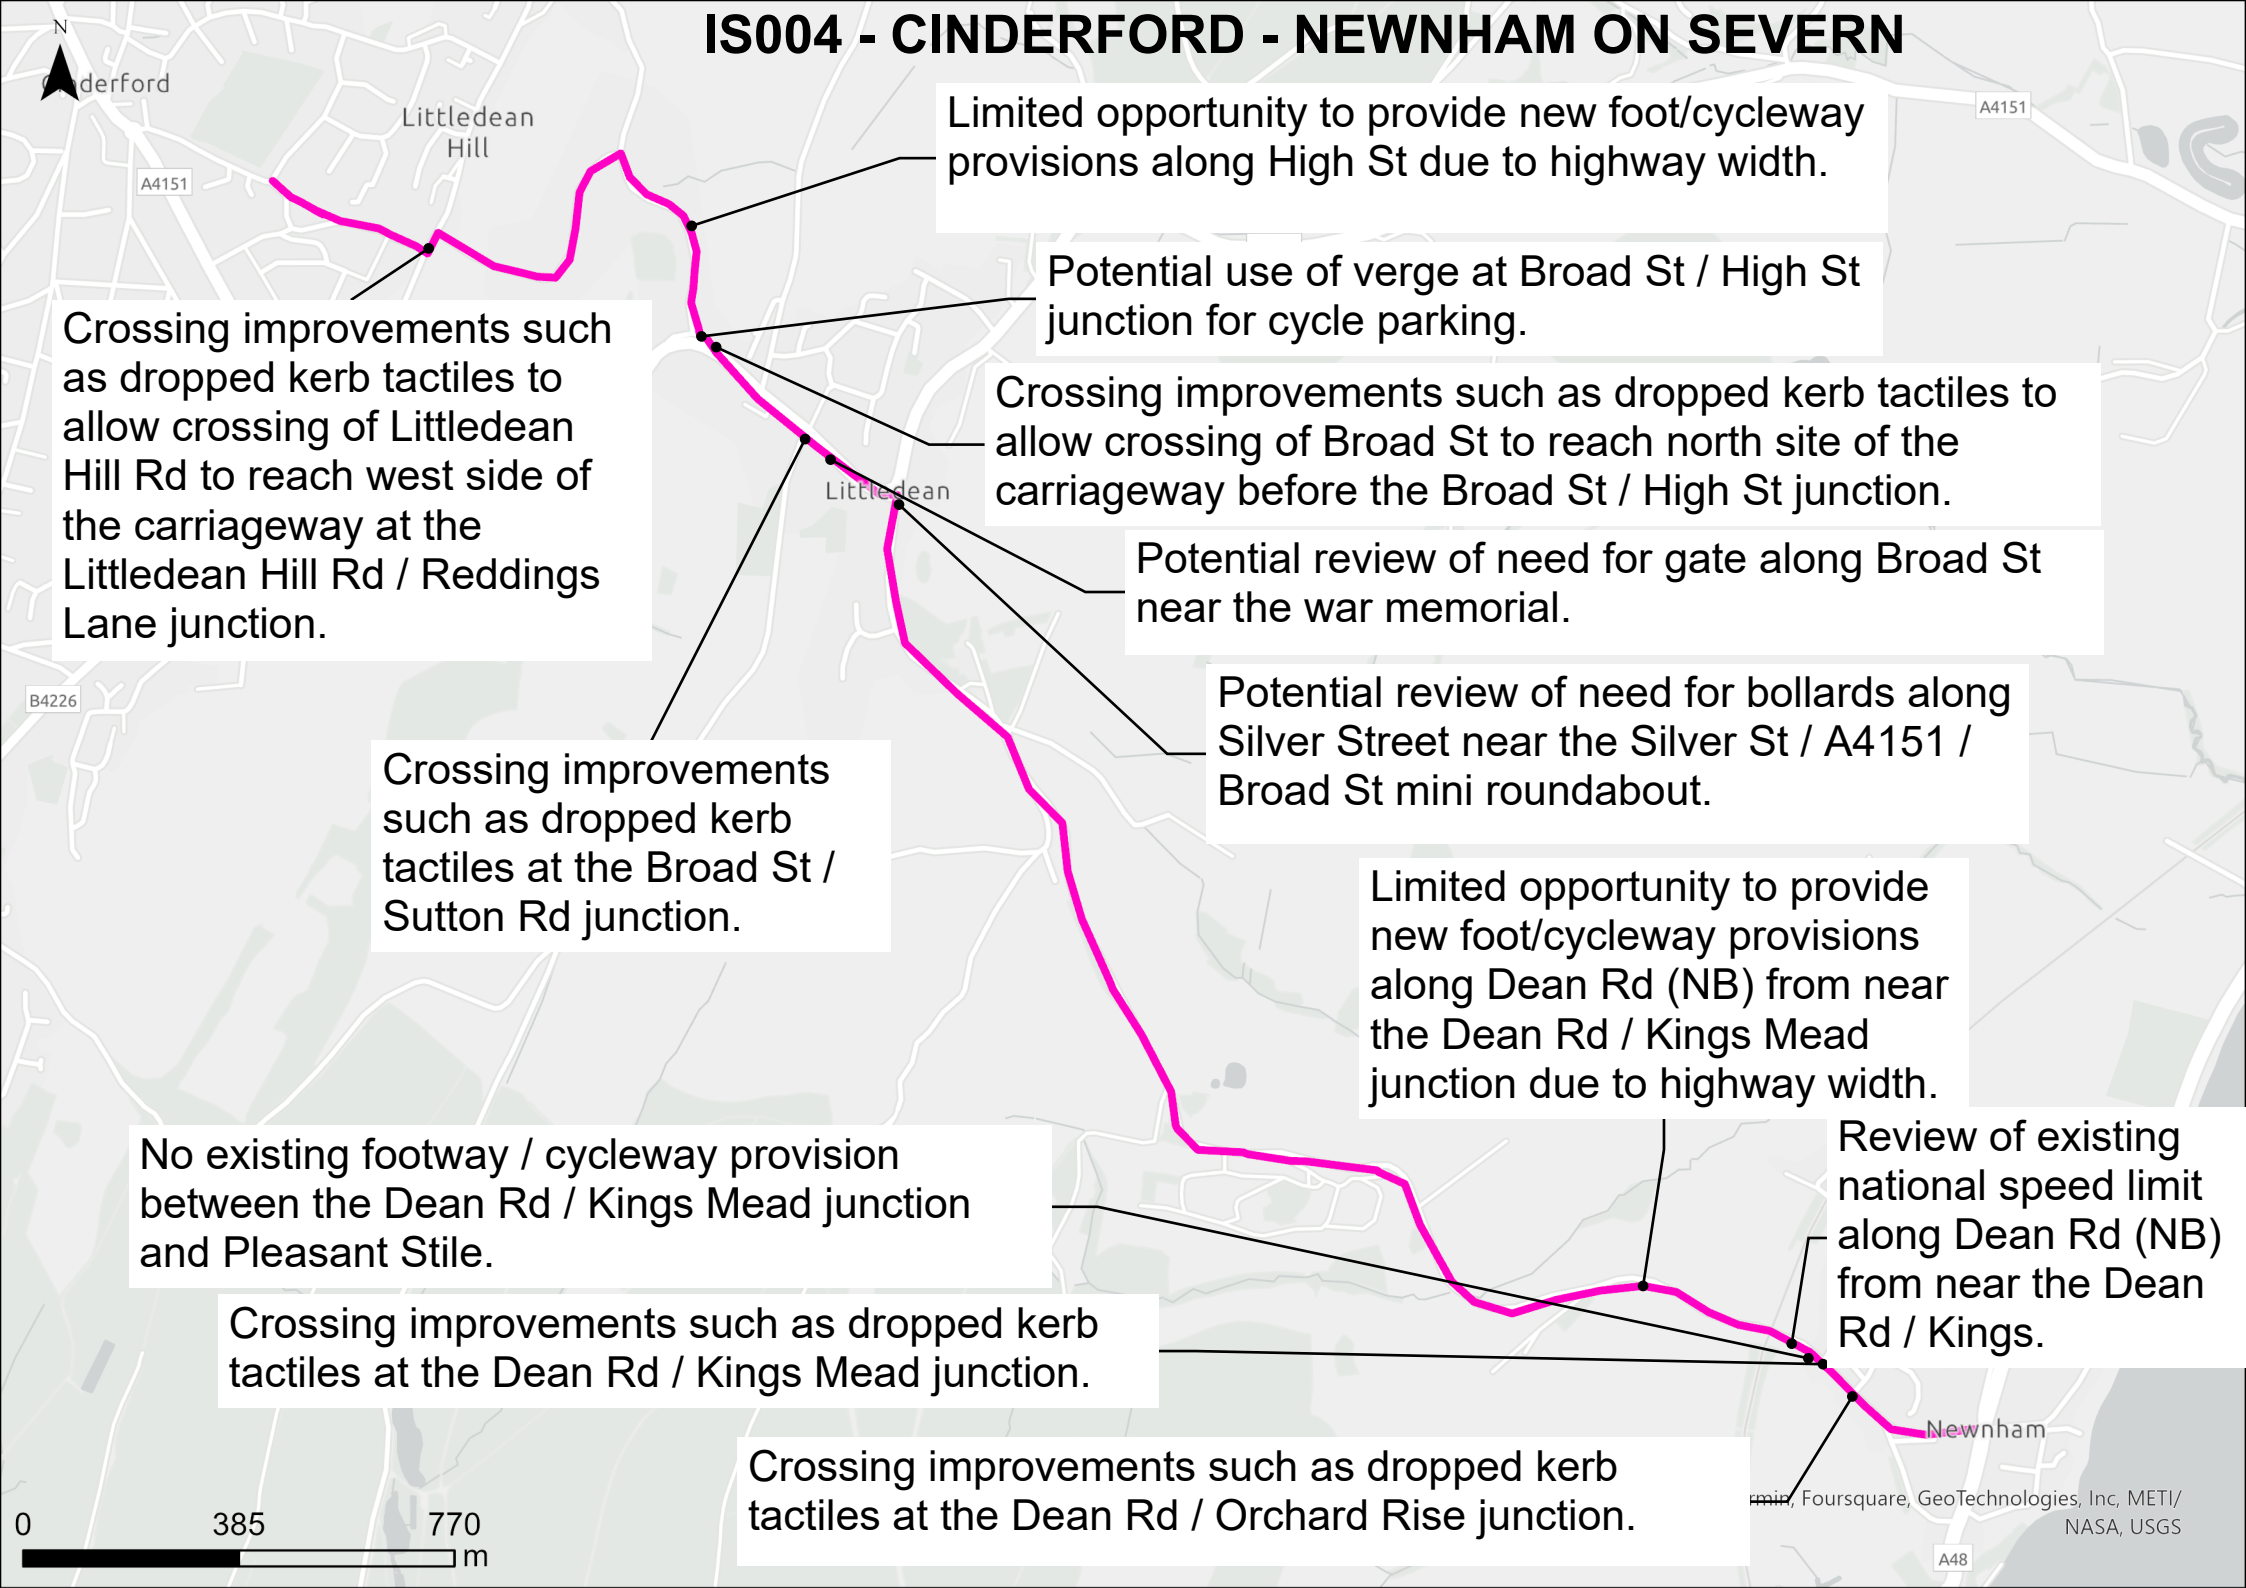 IS004 - CINDERFORD - NEWNHAM ON SEVERN
N
Littledean
Hill
A4151
A4151
Limited opportunity to provide new foot/cycleway
provisions along High St due to highway width.
Potential use of verge at Broad St / High St
junction for cycle parking.
Crossing improvements such
as dropped kerb tactiles to
allow crossing of Littledean
Hill Rd to reach west side of
the carriageway at the
Littledean Hill Rd / Reddings
Lane junction.
Crossing improvements such as dropped kerb tactiles to
allow crossing of Broad St to reach north site of the
carriageway before the Broad St / High St junction.
Littledean
Potential review of need for gate along Broad St
near the war memorial.
B4226
Potential review of need for bollards along
Silver Street near the Silver St / A4151 /
Broad St mini roundabout.
Crossing improvements
such as dropped kerb
tactiles at the Broad St /
Sutton Rd junction.
Limited opportunity to provide
new foot/cycleway provisions
along Dean Rd (NB) from near
the Dean Rd / Kings Mead
junction due to highway width.
No existing footway / cycleway provision
between the Dean Rd / Kings Mead junction
and Pleasant Stile.
Review of existing
national speed limit
along Dean Rd (NB)
from near the Dean
Rd / Kings.
Crossing improvements such as dropped kerb
tactiles at the Dean Rd / Kings Mead junction.
Newnham
Crossing improvements such as dropped kerb
tactiles at the Dean Rd / Orchard Rise junction.
Foursquare, GeoTechnologies, Inc, METI/
NASA, USGS
A48
0 385 770
m